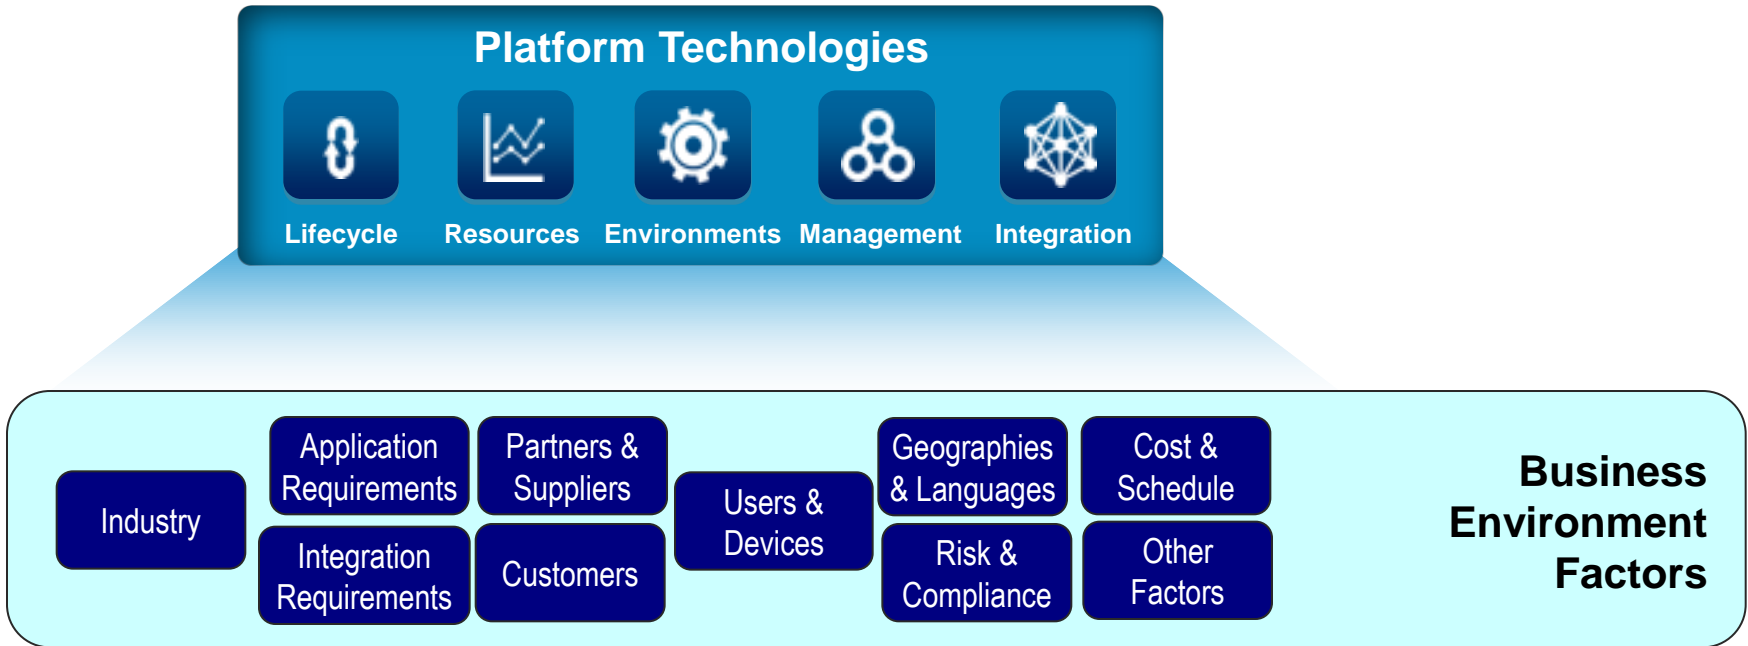 Platform Technologies
Lifecycle
Resources
Environments
Management
Integration
Industry
Application
Requirements
Integration
Requirements
Partners &
Suppliers
Customers
Users &
Devices
Geographies
& Languages
Risk &
Compliance
Cost &
Schedule
Other
Factors
Business
Environment
Factors